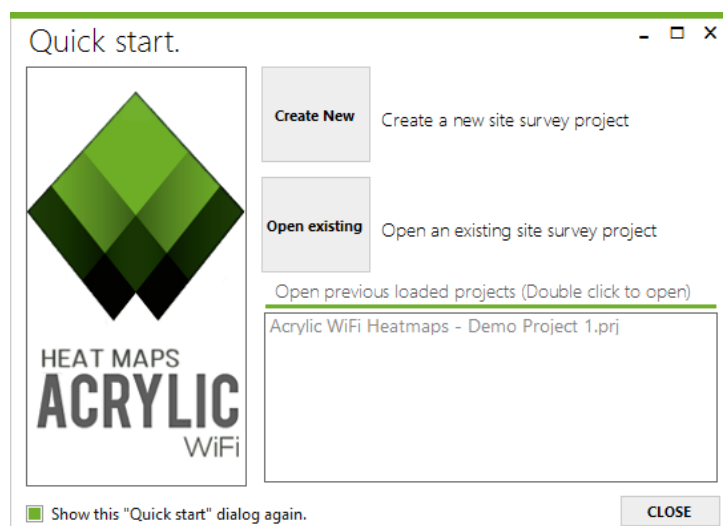 Quick start.
Create New
Create a new site survey project
Open existing
Open an existing site survey project
Open previous loaded projects (Double click to open)
Acrylic WiFi Heatmaps - Demo Project 1.prj
HEAT MAPS
ACRYLIC
WiFi
Show this "Quick start" dialog again.
CLOSE